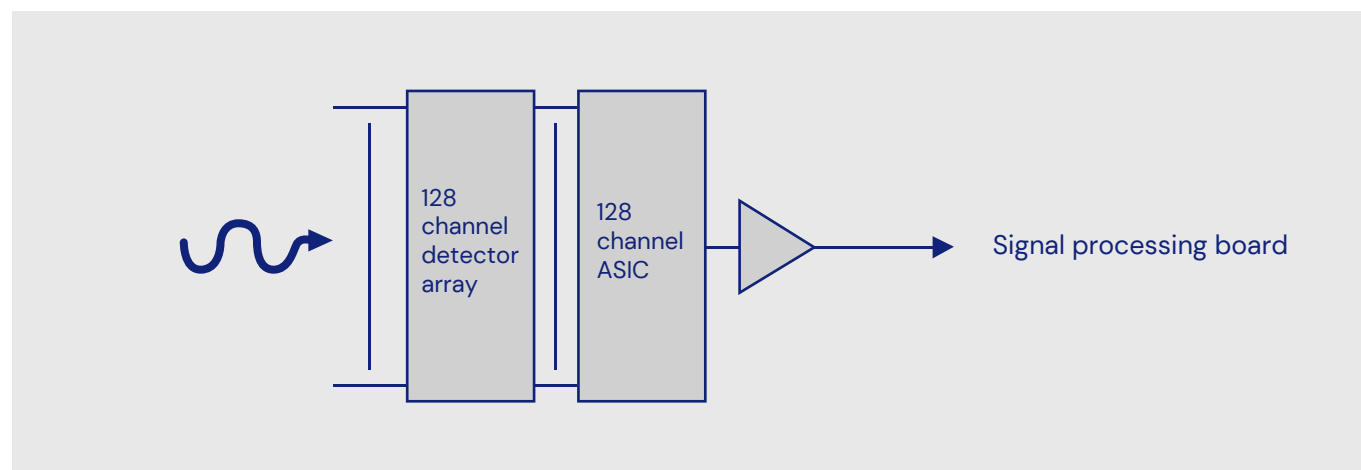 128
channel
detector
array
128
channel
ASIC
Signal processing board